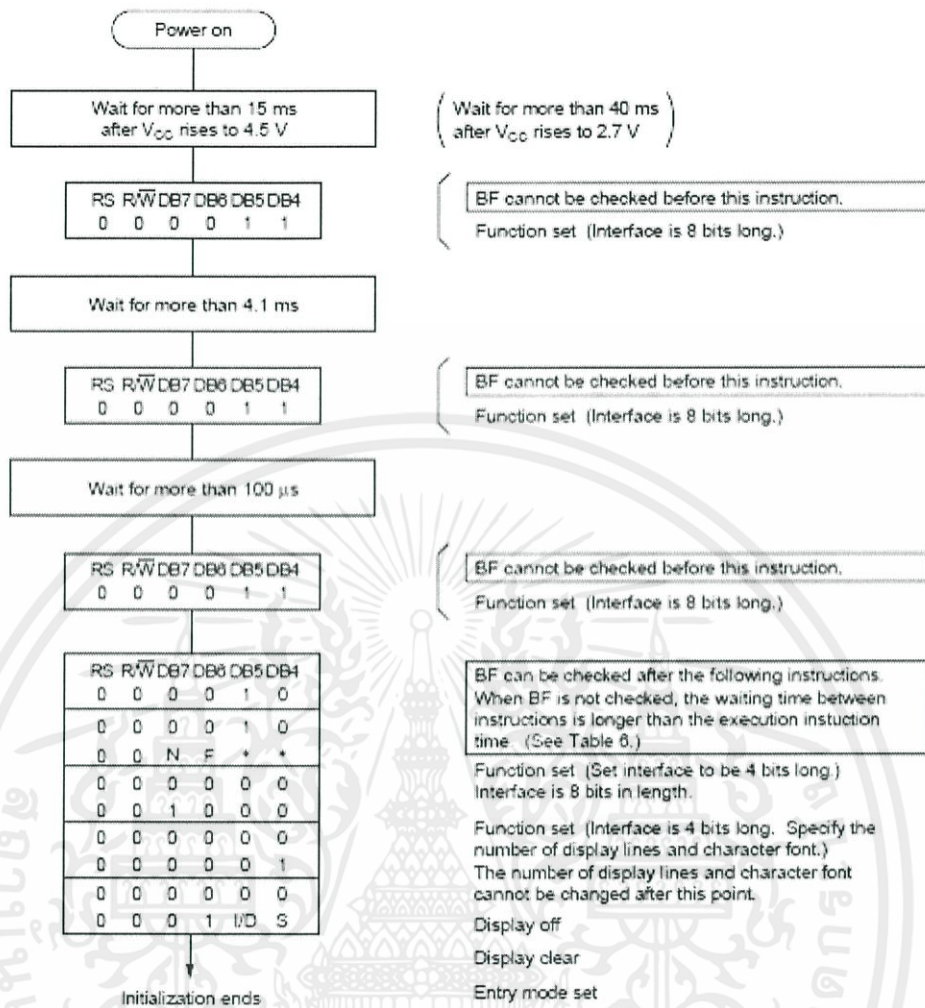 Power on
Wait for more than 15 ms
after VCC rises to 4.5 V
Wait for more than 40 ms
after VCC rises to 2.7 V
RS R/W DB7 DB6 DB5 DB4
0 0 0 0 1 1
BF cannot be checked before this instruction.
Function set (Interface is 8 bits long.)
Wait for more than 4.1 ms
RS R/W DB7 DB6 DB5 DB4
0 0 0 0 1 1
BF cannot be checked before this instruction.
Function set (Interface is 8 bits long.)
Wait for more than 100 μs
RS R/W DB7 DB6 DB5 DB4
0 0 0 0 1 1
BF cannot be checked before this instruction.
Function set (Interface is 8 bits long.)
RS R/W DB7 DB6 DB5 DB4
0 0 0 0 1 0
0 0 0 0 1 0
0 0 N F * *
0 0 0 0 0 0
0 0 1 0 0 0
0 0 0 0 0 0
0 0 0 0 0 1
0 0 0 0 0 0
0 0 0 1 I/D S
Initialization ends
BF can be checked after the following instructions.
When BF is not checked, the waiting time between
instructions is longer than the execution instuction
time. (See Table 6.)
Function set (Set interface to be 4 bits long.)
Interface is 8 bits in length.
Function set (Interface is 4 bits long. Specify the
number of display lines and character font.)
The number of display lines and character font
cannot be changed after this point.
Display off
Display clear
Entry mode set